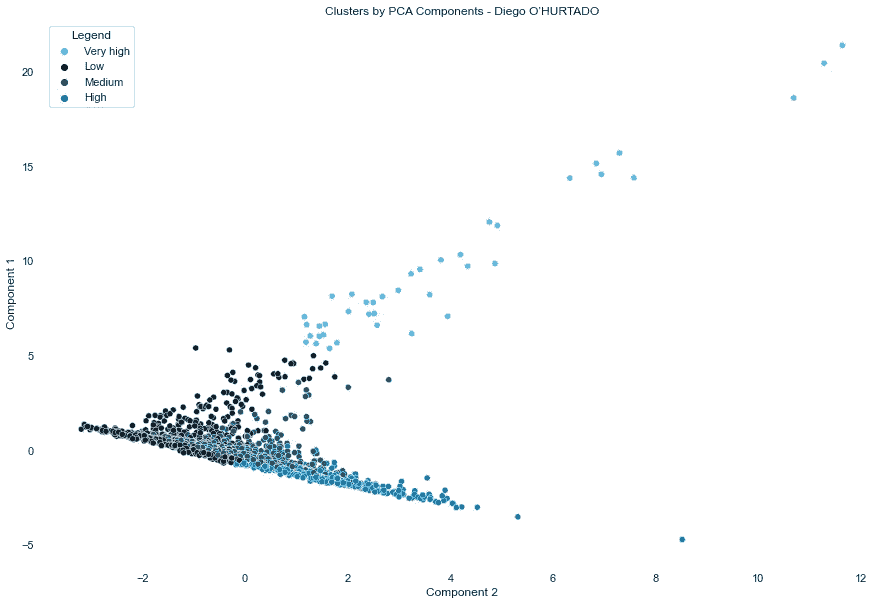 Clusters by PCA Components - Diego O'HURTADO
Legend
Very high
Low
Medium
High
20
15
10
5
0
−5
Component 1
−2
0
2
4
6
8
10
12
Component 2